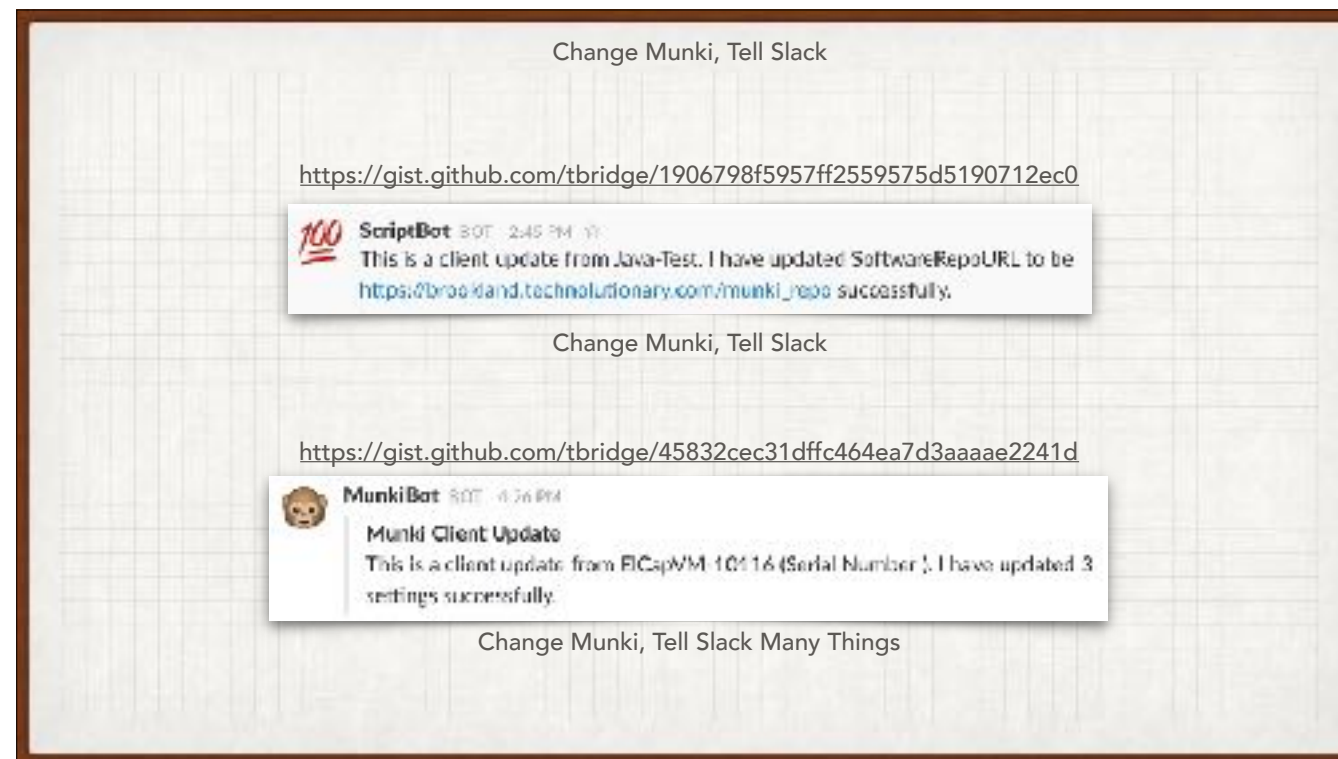 Change Munki, Tell Slack
https://gist.github.com/tbridge/1906798f5957ff2559575d5190712ec0
ScriptBot BOT 2:45 PM
This is a client update from Java-Test. I have updated SoftwareRepoURL to be
https://brookland.technolutionary.com/munki_repo successfully.
Change Munki, Tell Slack
https://gist.github.com/tbridge/45832cec31dffc464ea7d3aaaae2241d
MunkiBot BOT 4:26 PM
Munki Client Update
This is a client update from ElCapVM-10116 (Serial Number ). I have updated 3
settings successfully.
Change Munki, Tell Slack Many Things